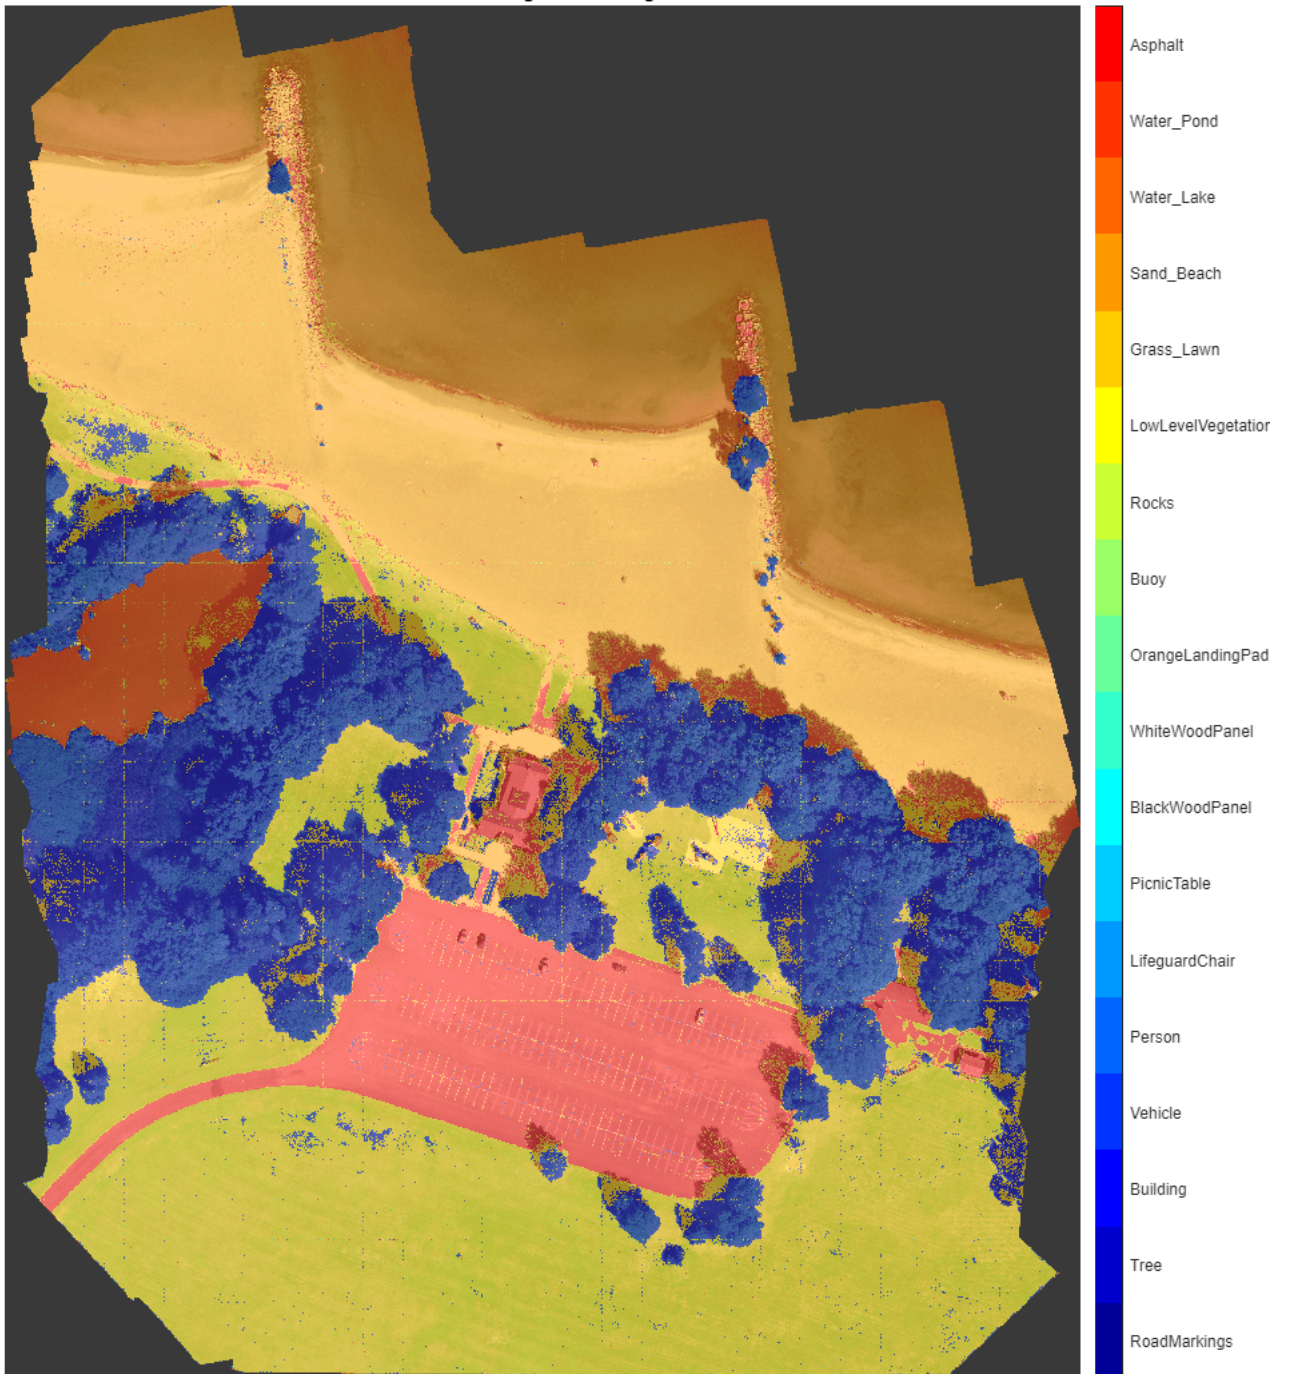 Asphalt
Water_Pond
Water_Lake
Sand_Beach
Grass_Lawn
LowLevelVegetatior
Rocks
Buoy
OrangeLandingPad
WhiteWoodPanel
BlackWoodPanel
PicnicTable
LifeguardChair
Person
Vehicle
Building
Tree
RoadMarkings